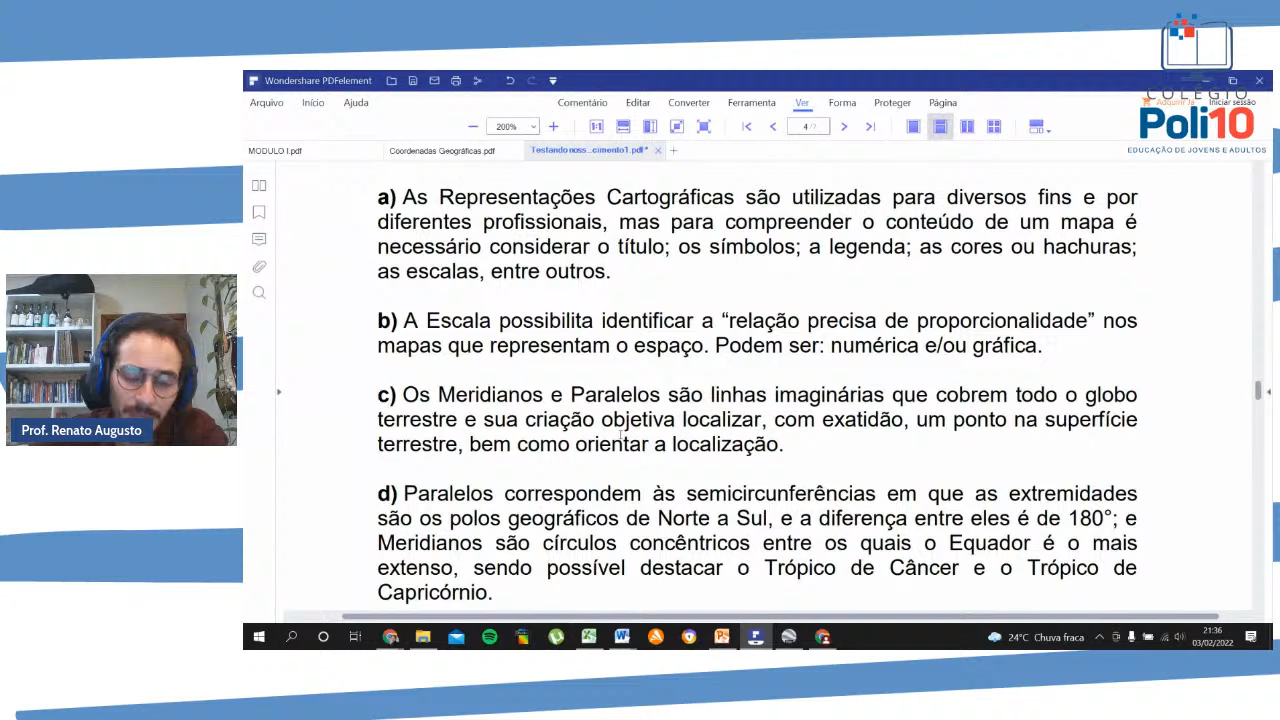 Wondershare PDFelement
Arquivo Início Ajuda Comentário Editar Converter Ferramenta Ver Forma Proteger Página Adquirir Já Iniciar sessão
200% 4 /7
MODULO I.pdf Coordenadas Geográficas.pdf Testando noss...cimento1.pdf * +
COLÉGIO
Poli10
EDUCAÇÃO DE JOVENS E ADULTOS
a) As Representações Cartográficas são utilizadas para diversos fins e por
diferentes profissionais, mas para compreender o conteúdo de um mapa é
necessário considerar o título; os símbolos; a legenda; as cores ou hachuras;
as escalas, entre outros.
b) A Escala possibilita identificar a “relação precisa de proporcionalidade” nos
mapas que representam o espaço. Podem ser: numérica e/ou gráfica.
c) Os Meridianos e Paralelos são linhas imaginárias que cobrem todo o globo
terrestre e sua criação objetiva localizar, com exatidão, um ponto na superfície
terrestre, bem como orientar a localização.
d) Paralelos correspondem às semicircunferências em que as extremidades
são os polos geográficos de Norte a Sul, e a diferença entre eles é de 180°; e
Meridianos são círculos concêntricos entre os quais o Equador é o mais
extenso, sendo possível destacar o Trópico de Câncer e o Trópico de
Capricórnio.
Prof. Renato Augusto
24°C Chuva fraca
21:36
03/02/2022